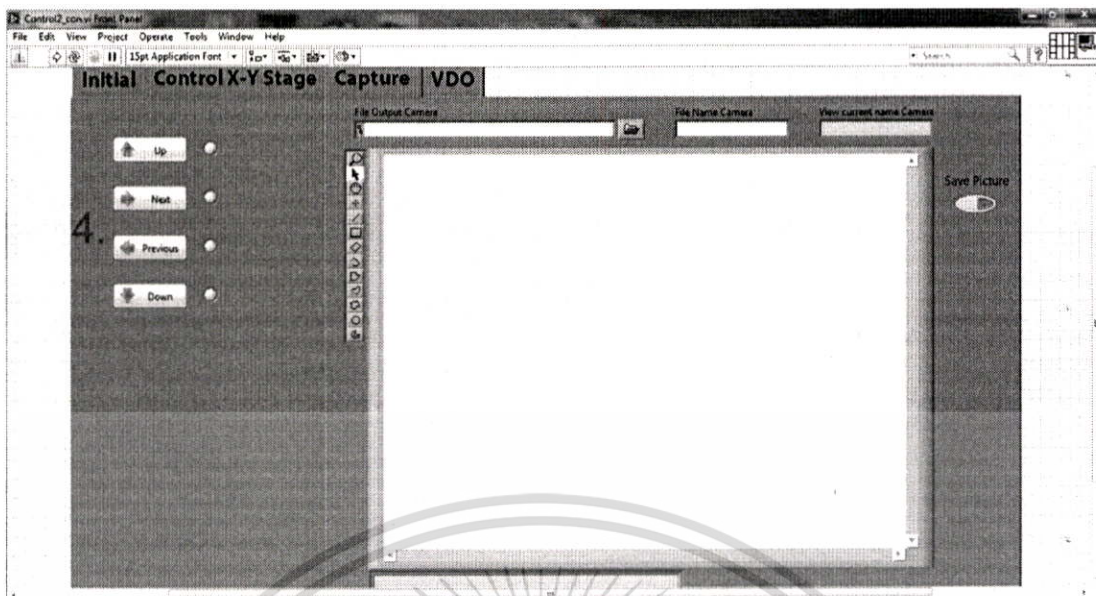 Control2_con.vi Front Panel
File Edit View Project Operate Tools Window Help
15pt Application Font
Search
?
Initial Control X-Y Stage Capture VDO
File Output Camera File Name Camera View current name Camera
Up
Next
4.
Previous
Down
Save Picture